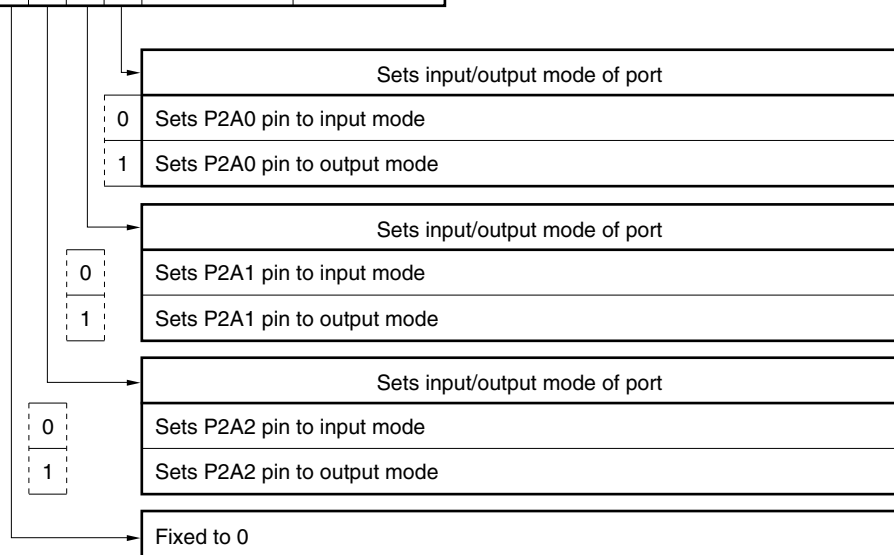 Sets input/output mode of port
0 Sets P2A0 pin to input mode
1 Sets P2A0 pin to output mode
Sets input/output mode of port
0 Sets P2A1 pin to input mode
1 Sets P2A1 pin to output mode
Sets input/output mode of port
0 Sets P2A2 pin to input mode
1 Sets P2A2 pin to output mode
Fixed to 0